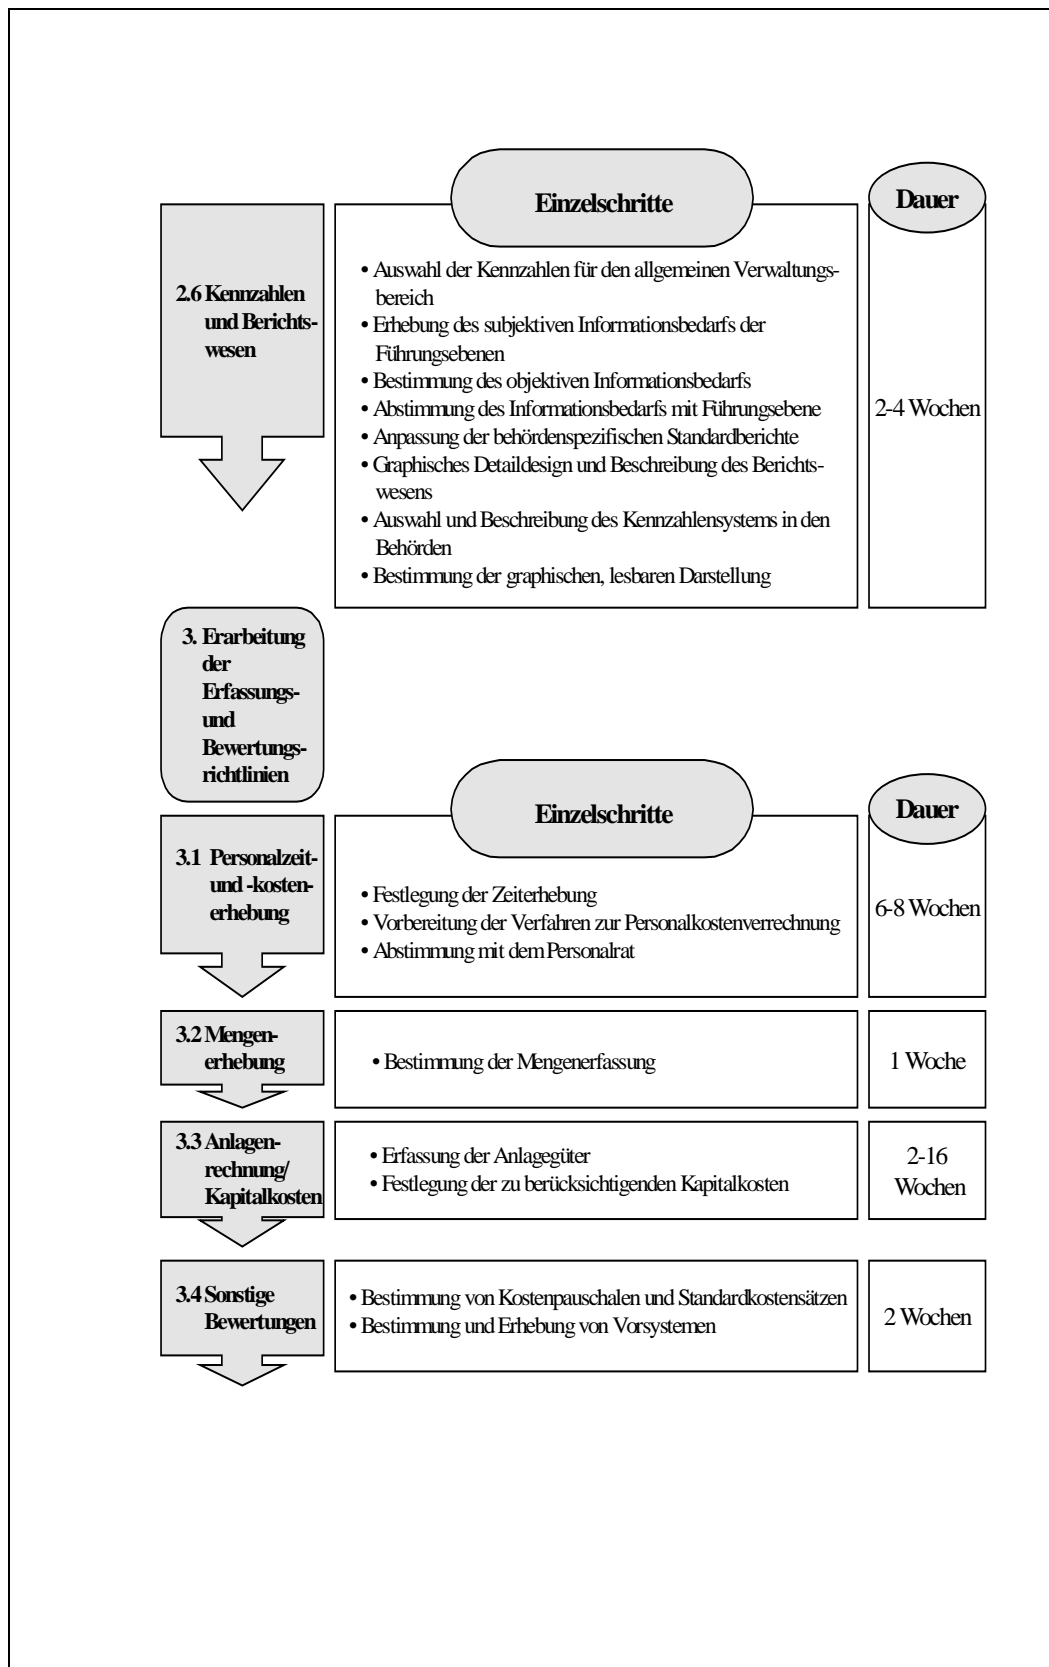 Einzelschritte
Dauer
2.6 Kennzahlen
und Berichts-
wesen
• Auswahl der Kennzahlen für den allgemeinen Verwaltungs-
bereich
• Erhebung des subjektiven Informationsbedarfs der
Führungsebenen
• Bestimmung des objektiven Informationsbedarfs
• Abstimmung des Informationsbedarfs mit Führungsebene
• Anpassung der behördenspezifischen Standardberichte
• Graphisches Detaildesign und Beschreibung des Berichts-
wesens
• Auswahl und Beschreibung des Kennzahlensystems in den
Behörden
• Bestimmung der graphischen, lesbaren Darstellung
2-4 Wochen
3. Erarbeitung
der
Erfassungs-
und
Bewertungs-
richtlinien
Einzelschritte
Dauer
3.1 Personalzeit-
und -kosten-
erhebung
• Festlegung der Zeiterhebung
• Vorbereitung der Verfahren zur Personalkostenverrechnung
• Abstimmung mit dem Personalrat
6-8 Wochen
3.2 Mengen-
erhebung
• Bestimmung der Mengenerfassung
1 Woche
3.3 Anlagen-
rechnung/
Kapitalkosten
• Erfassung der Anlagegüter
• Festlegung der zu berücksichtigenden Kapitalkosten
2-16
Wochen
3.4 Sonstige
Bewertungen
• Bestimmung von Kostenpauschalen und Standardkostensätzen
• Bestimmung und Erhebung von Vorsystemen
2 Wochen